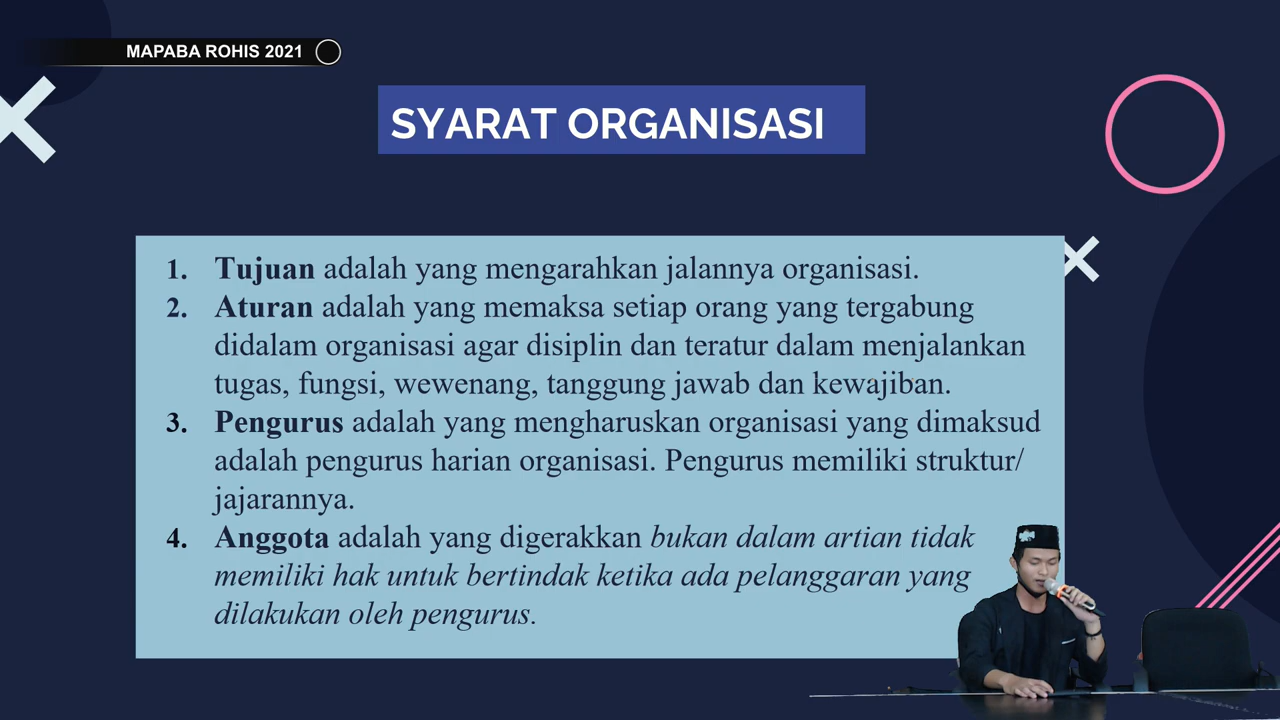 MAPABA ROHIS 2021
SYARAT ORGANISASI
1. Tujuan adalah yang mengarahkan jalannya organisasi.
2. Aturan adalah yang memaksa setiap orang yang tergabung
didalam organisasi agar disiplin dan teratur dalam menjalankan
tugas, fungsi, wewenang, tanggung jawab dan kewajiban.
3. Pengurus adalah yang mengharuskan organisasi yang dimaksud
adalah pengurus harian organisasi. Pengurus memiliki struktur/
jajarannya.
4. Anggota adalah yang digerakkan bukan dalam artian tidak
memiliki hak untuk bertindak ketika ada pelanggaran yang
dilakukan oleh pengurus.